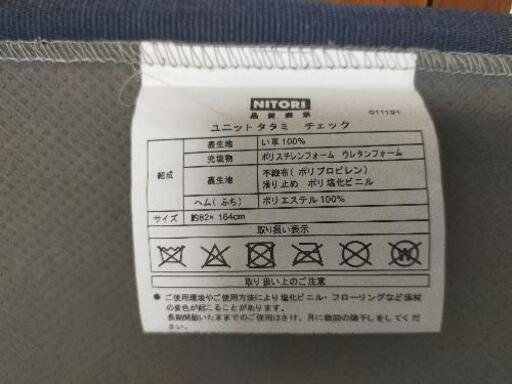 NITORI
品質表示 011191
ユニットタタミ チェック
組成
表生地 い草100%
充填物 ポリスチレンフォーム ウレタンフォーム
裏生地 不織布(ポリプロピレン)
滑り止め ポリ塩化ビニル
ヘム(ふち) ポリエステル100%
サイズ 約82×164cm
取り扱い表示
取り扱い上のご注意
●ご使用環境やご使用方法により塩化ビニル・フローリングなど床材
の変色が起こることがあります。
長期間敷いたままでのご使用はさけ、月に数回の陰干しをしてくださ
い。